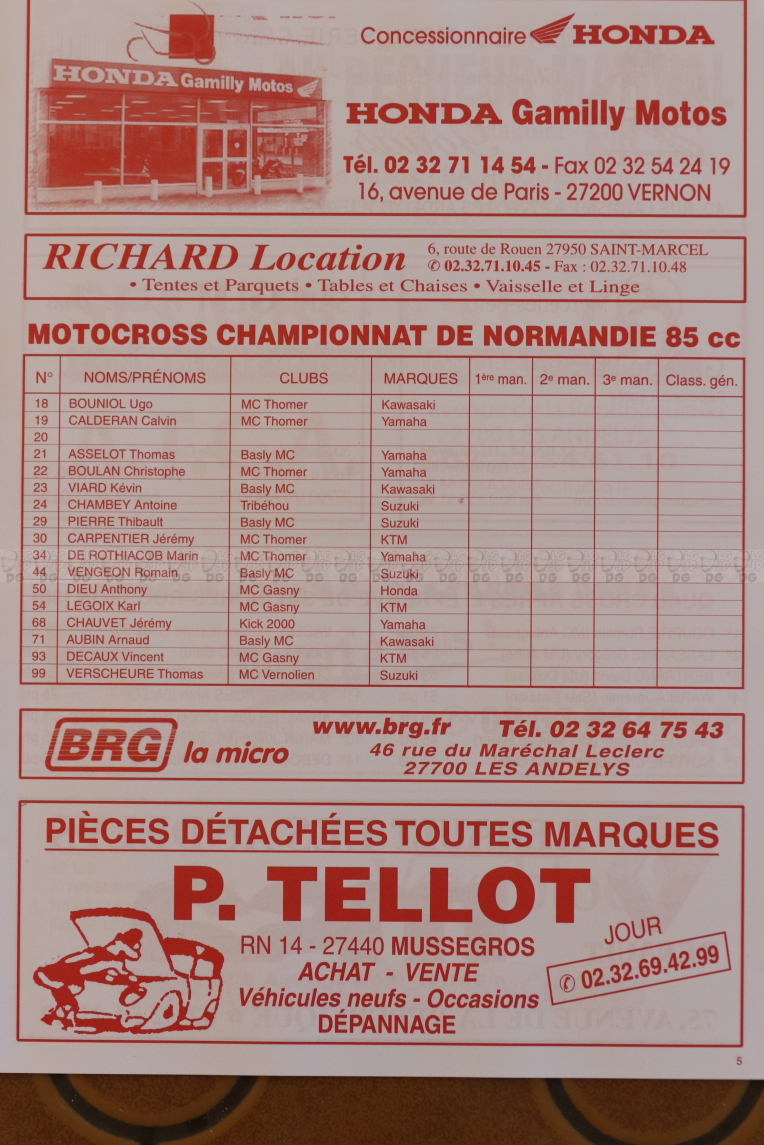 Concessionnaire HONDA
HONDA Gamilly Motos
HONDA Gamilly Motos
Tél. 02 32 71 14 54 - Fax 02 32 54 24 19
16, avenue de Paris - 27200 VERNON
RICHARD Location
6, route de Rouen 27950 SAINT-MARCEL
✆ 02.32.71.10.45 - Fax : 02.32.71.10.48
• Tentes et Parquets • Tables et Chaises • Vaisselle et Linge
MOTOCROSS CHAMPIONNAT DE NORMANDIE 85 cc
N° NOMS/PRÉNOMS CLUBS MARQUES 1ère man. 2e man. 3e man. Class. gén.
18 BOUNIOL Ugo MC Thomer Kawasaki
19 CALDERAN Calvin MC Thomer Yamaha
20
21 ASSELOT Thomas Basly MC Yamaha
22 BOULAN Christophe MC Thomer Yamaha
23 VIARD Kévin Basly MC Kawasaki
24 CHAMBEY Antoine Tribéhou Suzuki
29 PIERRE Thibault Basly MC Suzuki
30 CARPENTIER Jérémy MC Thomer KTM
34 DE ROTHIACOB Marin MC Thomer Yamaha
44 VENGEON Romain Basly MC Suzuki
50 DIEU Anthony MC Gasny Honda
54 LEGOIX Karl MC Gasny KTM
68 CHAUVET Jérémy Kick 2000 Yamaha
71 AUBIN Arnaud Basly MC Kawasaki
93 DECAUX Vincent MC Gasny KTM
99 VERSCHEURE Thomas MC Vernolien Suzuki
BRG la micro
www.brg.fr Tél. 02 32 64 75 43
46 rue du Maréchal Leclerc
27700 LES ANDELYS
PIÈCES DÉTACHÉES TOUTES MARQUES
P. TELLOT
RN 14 - 27440 MUSSEGROS
ACHAT - VENTE
Véhicules neufs - Occasions
DÉPANNAGE
JOUR
✆ 02.32.69.42.99
5